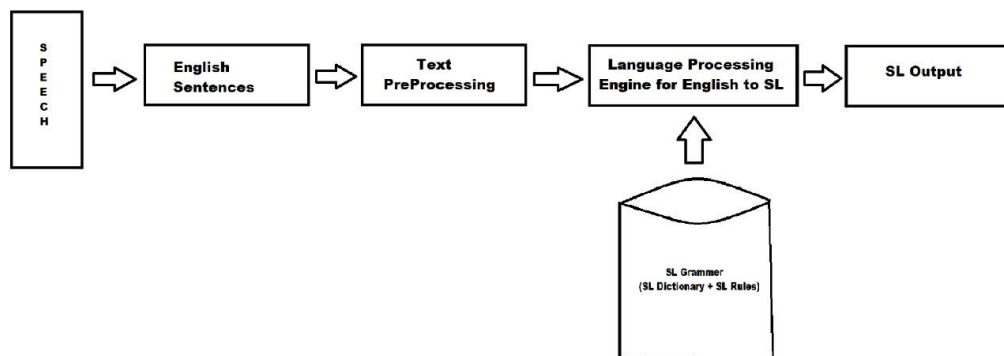 SPEECH
English
Sentences
Text
PreProcessing
Language Processing
Engine for English to SL
SL Output
SL Grammer
(SL Dictionary + SL Rules)